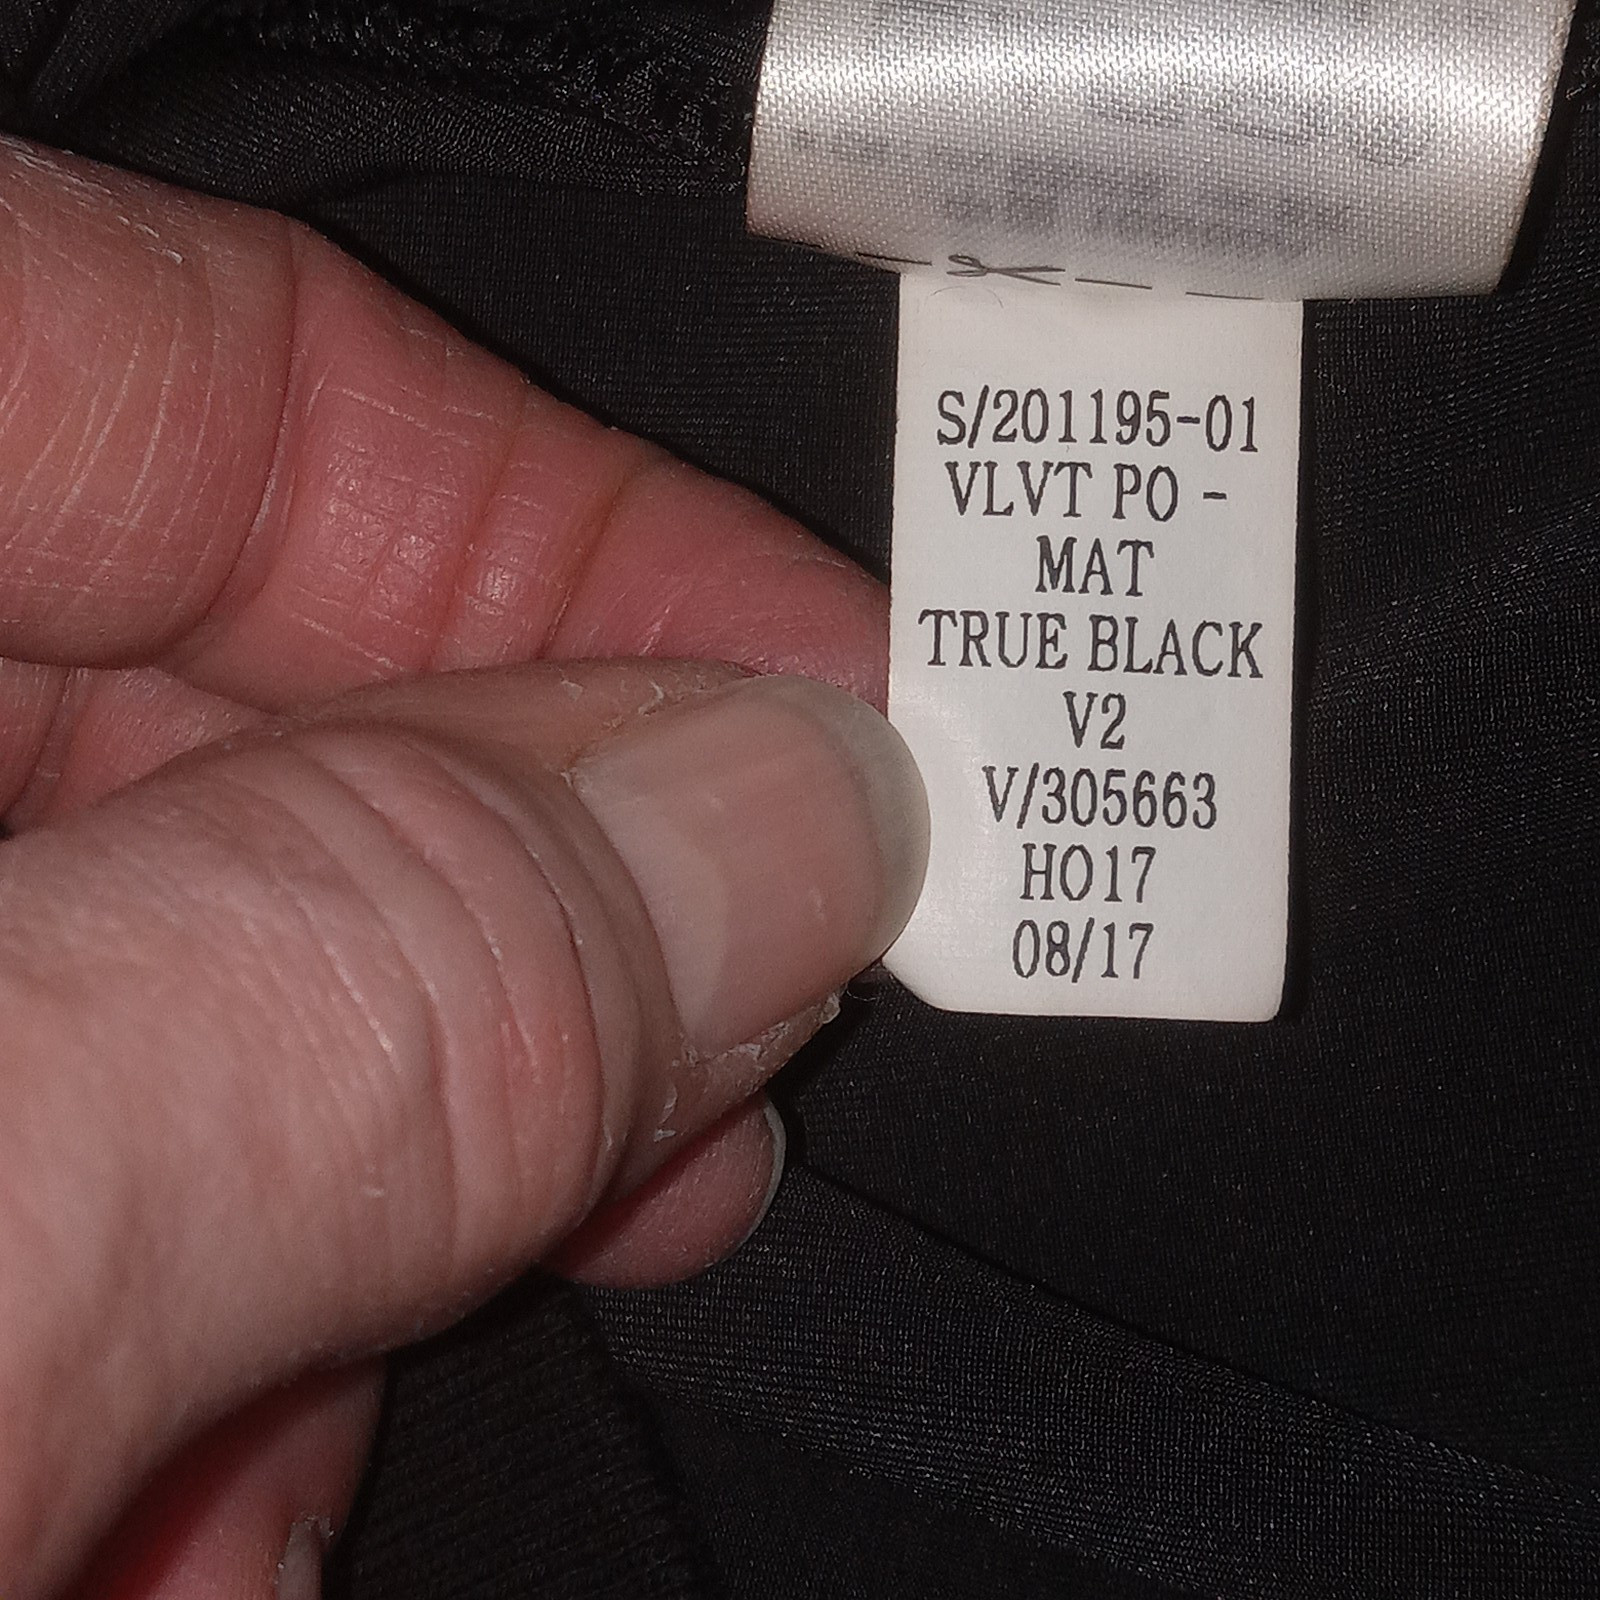 S/201195-01
VLVT PO -
MAT
TRUE BLACK
V2
V/305663
HO17
08/17